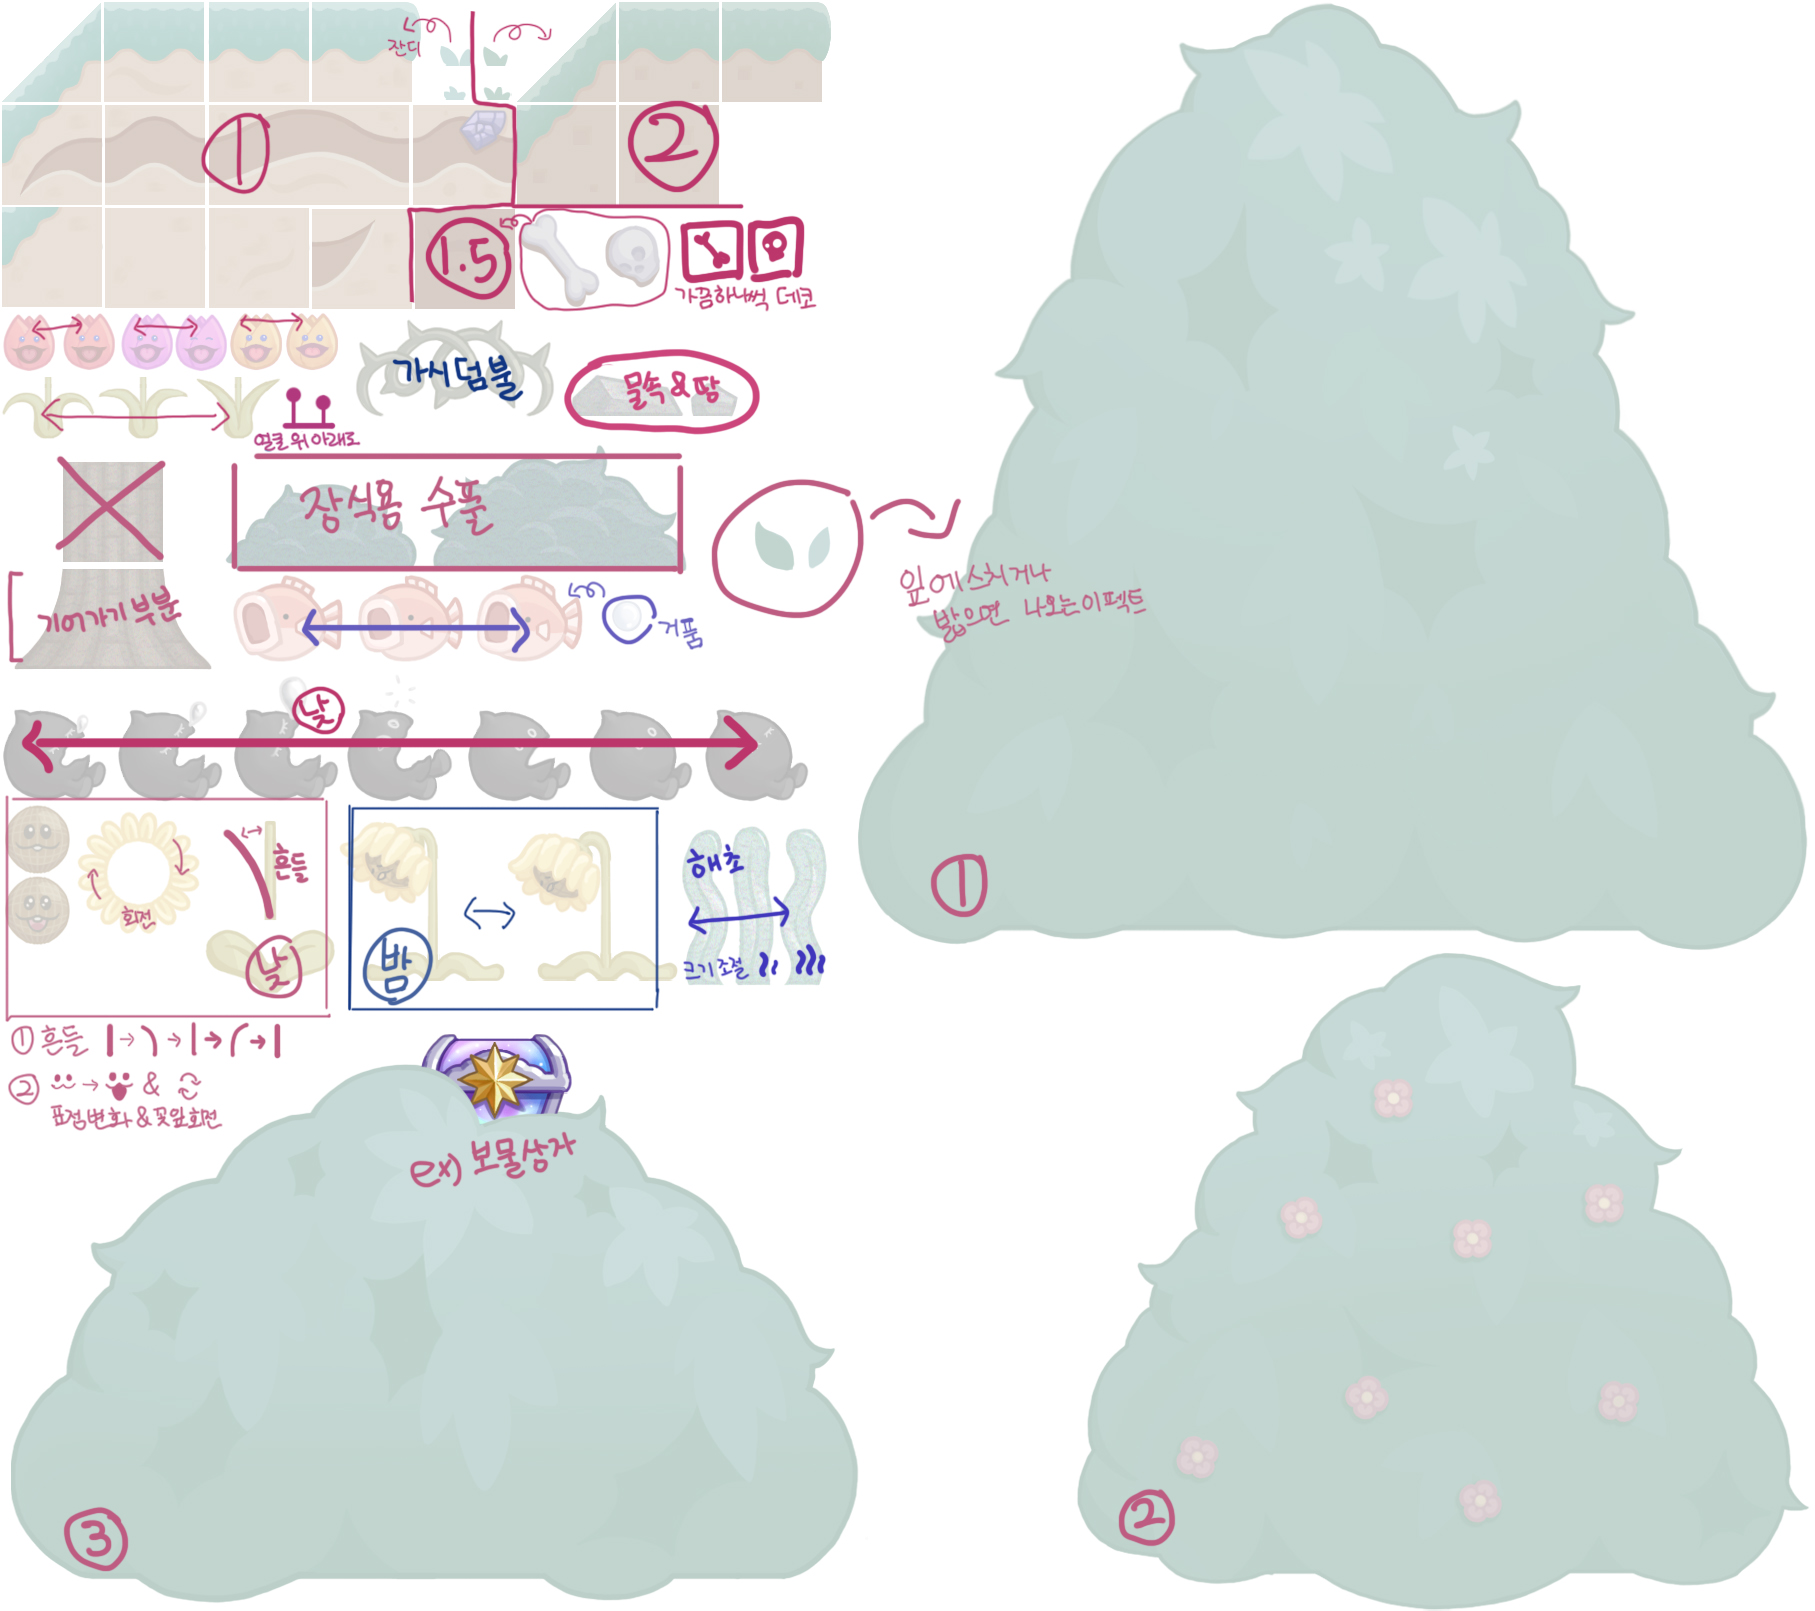 잔디
1
2
1.5
가끔하나씩 데코
가시덤불
물속&땅
얼굴 위아래로
장식용 수풀
기어가기 부분
거품
잎에 스치거나
밟으면 나오는 이펙트
낮
회전
흔들
낮
밤
해초
크기조절
1
① 흔들
② &
표정변화&꽃잎회전
ex) 보물상자
3
2